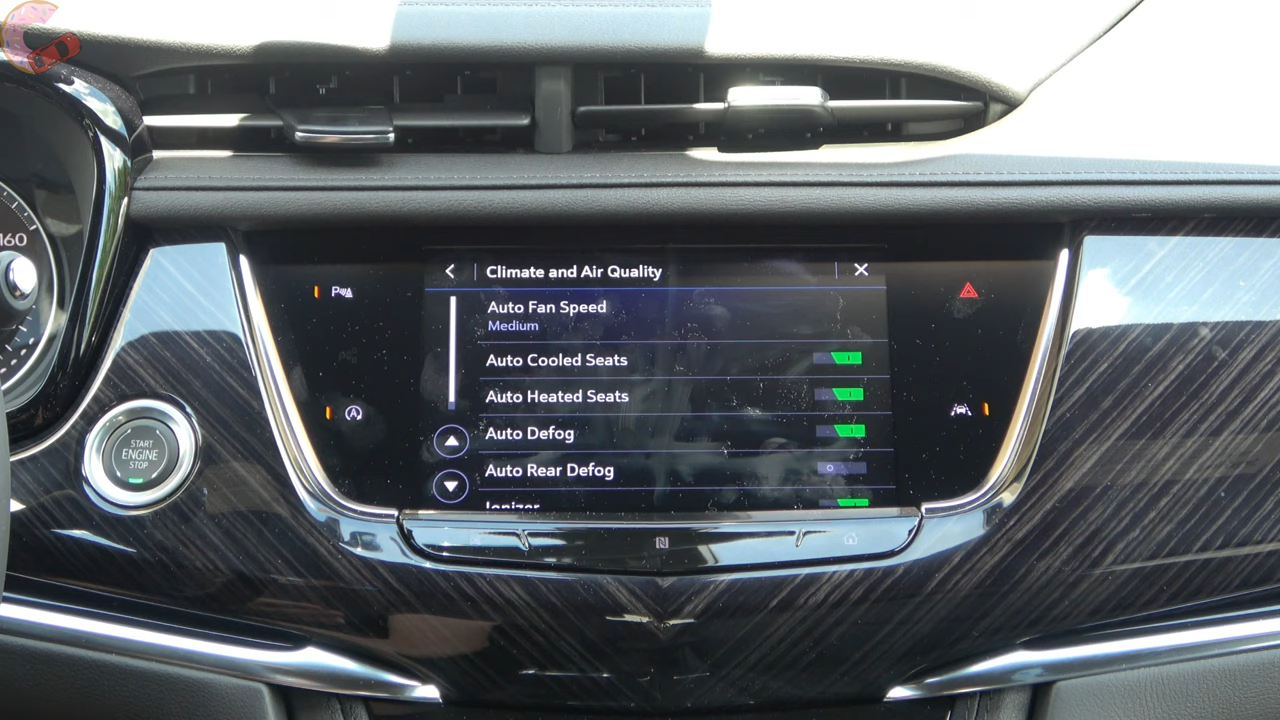 160
Climate and Air Quality
Auto Fan Speed
Medium
Auto Cooled Seats
Auto Heated Seats
Auto Defog
Auto Rear Defog
Ionizer
P
A
START
ENGINE
STOP
N